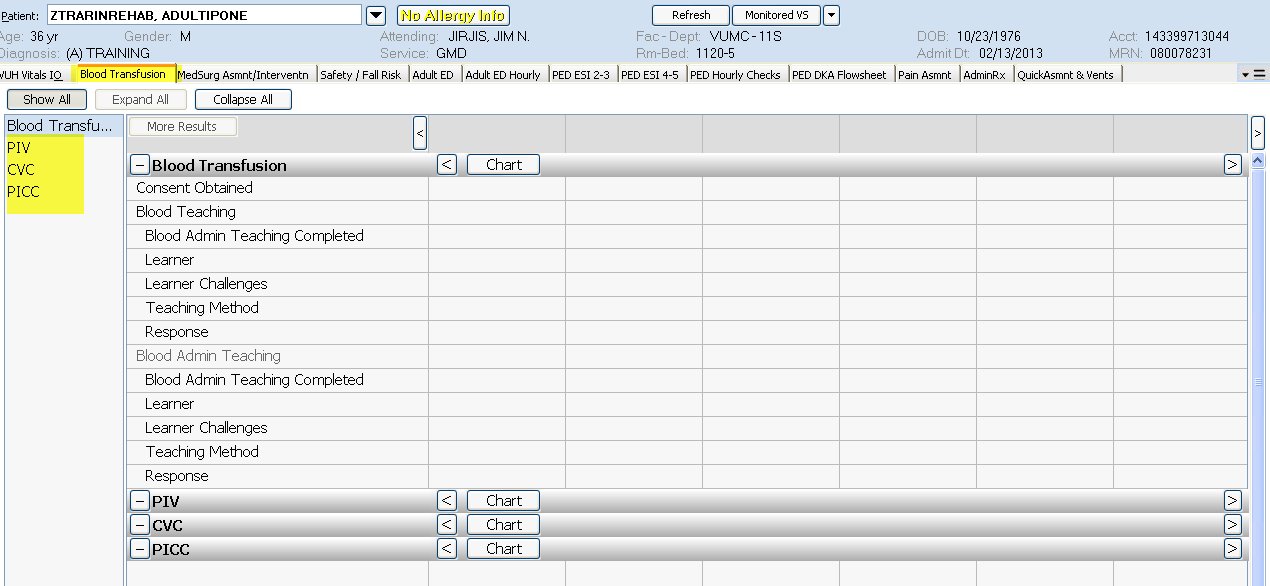 Patient: ZTRARINREHAB, ADULTIPONE No Allergy Info Refresh Monitored VS
Age: 36 yr Gender: M Attending: JIRJIS, JIM N. Fac-Dept: VUMC-11S DOB: 10/23/1976 Acct: 143399713044
Diagnosis: (A) TRAINING Service: GMD Rm-Bed: 1120-5 Admit Dt: 02/13/2013 MRN: 080078231
VUH Vitals IO Blood Transfusion MedSurg Asmnt/Interventn Safety / Fall Risk Adult ED Adult ED Hourly PED ESI 2-3 PED ESI 4-5 PED Hourly Checks PED DKA Flowsheet Pain Asmnt AdminRx QuickAsmnt & Vents
Show All Expand All Collapse All
Blood Transfu...
PIV
CVC
PICC
More Results < >
− Blood Transfusion < Chart >
Consent Obtained
Blood Teaching
Blood Admin Teaching Completed
Learner
Learner Challenges
Teaching Method
Response
Blood Admin Teaching
Blood Admin Teaching Completed
Learner
Learner Challenges
Teaching Method
Response
− PIV < Chart >
− CVC < Chart >
− PICC < Chart >